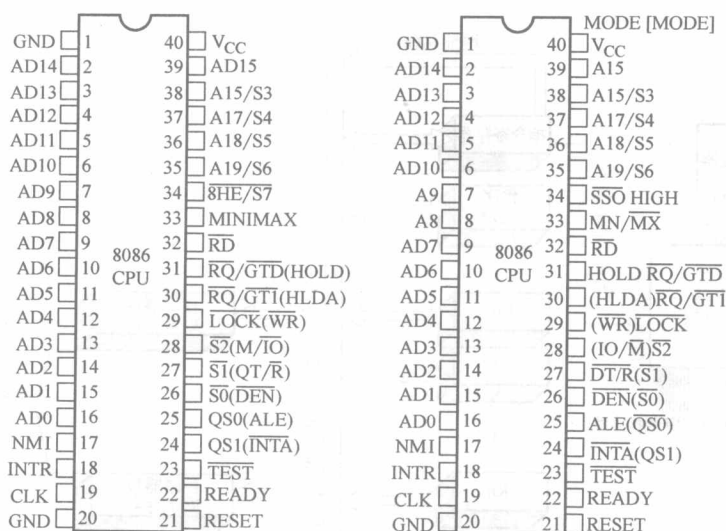 GND 1 40 V_CC
AD14 2 39 AD15
AD13 3 38 A15/S3
AD12 4 37 A17/S4
AD11 5 36 A18/S5
AD10 6 35 A19/S6
AD9 7 34 8HE/S7
AD8 8 33 MINIMAX
AD7 9 32 RD
AD6 10 31 RQ/GTD(HOLD)
AD5 11 30 RQ/GT1(HLDA)
AD4 12 29 LOCK(WR)
AD3 13 28 S2(M/IO)
AD2 14 27 S1(QT/R)
AD1 15 26 S0(DEN)
AD0 16 25 QS0(ALE)
NMI 17 24 QS1(INTA)
INTR 18 23 TEST
CLK 19 22 READY
GND 20 21 RESET
8086
CPU
MODE [MODE]
GND 1 40 V_CC
AD14 2 39 A15
AD13 3 38 A15/S3
AD12 4 37 A17/S4
AD11 5 36 A18/S5
AD10 6 35 A19/S6
A9 7 34 SSO HIGH
A8 8 33 MN/MX
AD7 9 32 RD
AD6 10 31 HOLD RQ/GTD
AD5 11 30 (HLDA)RQ/GT1
AD4 12 29 (WR)LOCK
AD3 13 28 (IO/M)S2
AD2 14 27 DT/R(S1)
AD1 15 26 DEN(S0)
AD0 16 25 ALE(QS0)
NMI 17 24 INTA(QS1)
INTR 18 23 TEST
CLK 19 22 READY
GND 20 21 RESET
8086
CPU